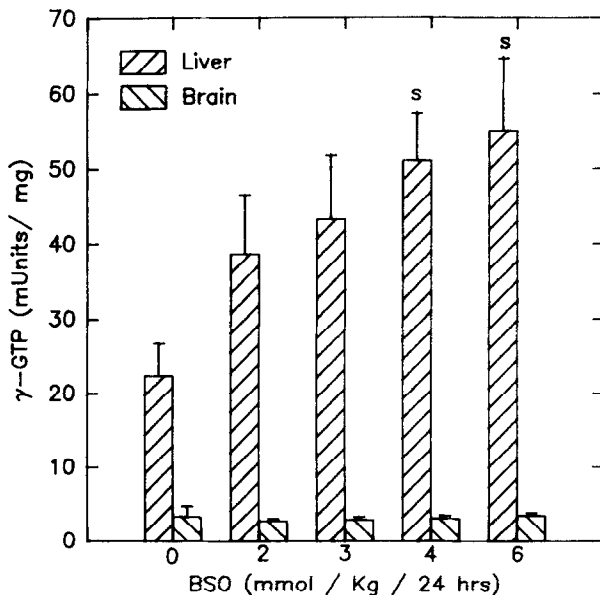 70
60
50
40
30
20
10
0
γ-GTP (mUnits/ mg)
Liver
Brain
s
s
0 2 3 4 6
BSO (mmol / Kg / 24 hrs)